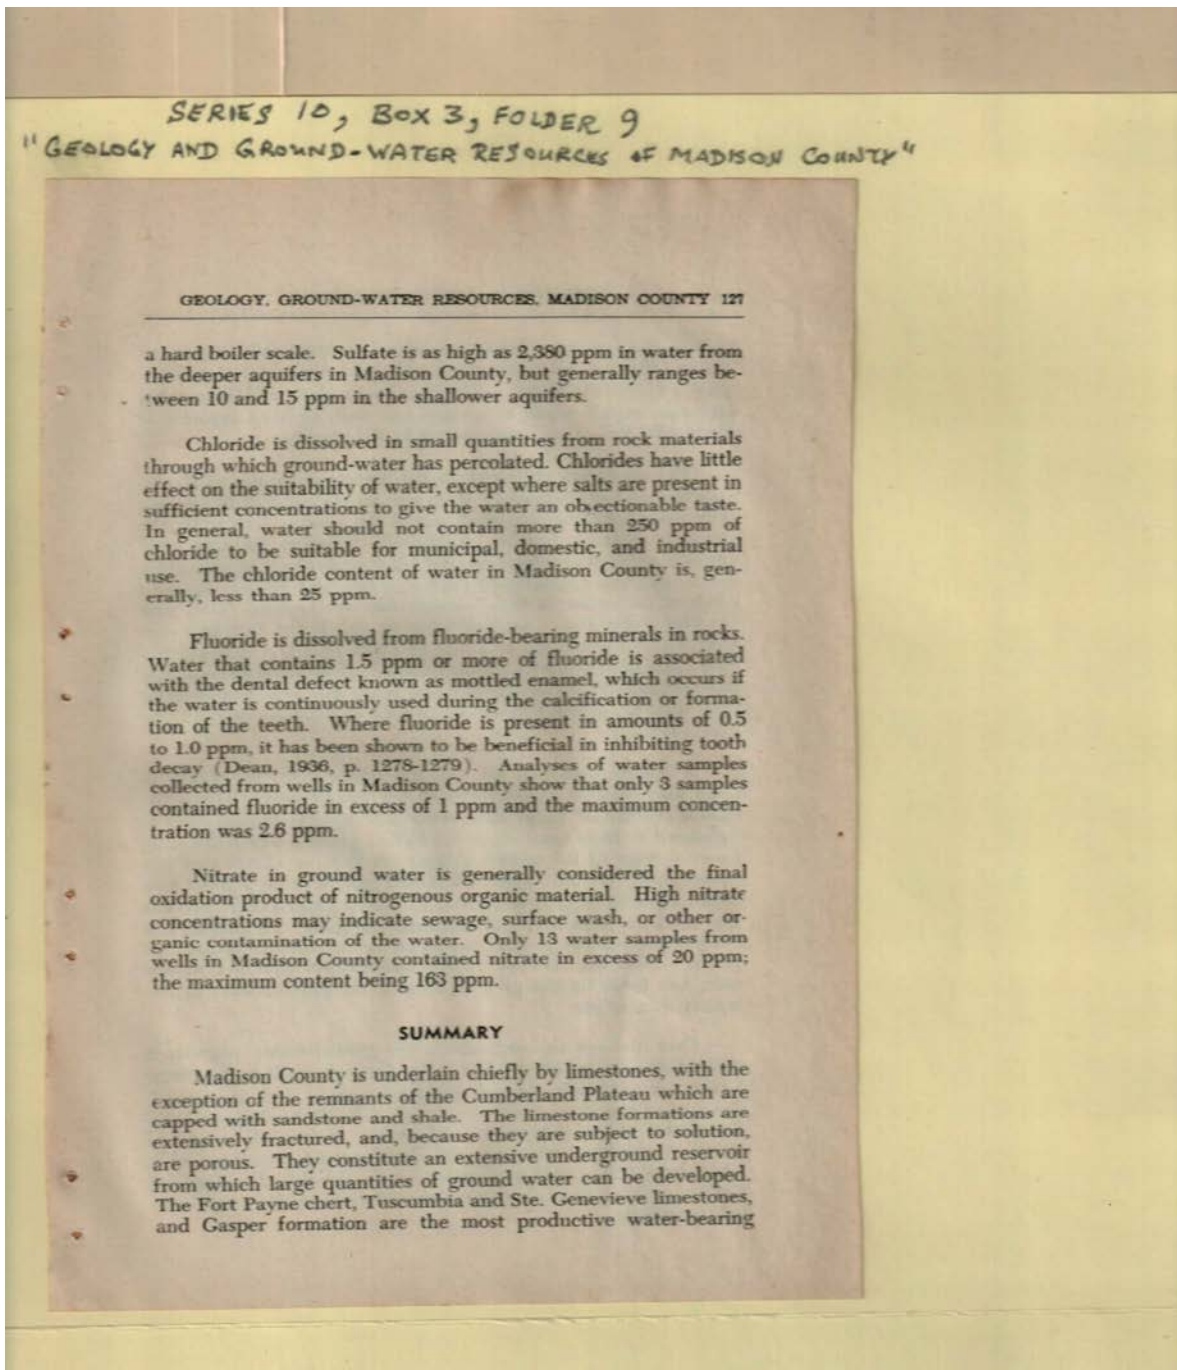 SERIES 10, BOX 3, FOLDER 9
"GEOLOGY AND GROUND-WATER RESOURCES OF MADISON COUNTY"
GEOLOGY, GROUND-WATER RESOURCES, MADISON COUNTY 127
a hard boiler scale. Sulfate is as high as 2,380 ppm in water from
the deeper aquifers in Madison County, but generally ranges be-
tween 10 and 15 ppm in the shallower aquifers.
Chloride is dissolved in small quantities from rock materials
through which ground-water has percolated. Chlorides have little
effect on the suitability of water, except where salts are present in
sufficient concentrations to give the water an objectionable taste.
In general, water should not contain more than 250 ppm of
chloride to be suitable for municipal, domestic, and industrial
use. The chloride content of water in Madison County is, gen-
erally, less than 25 ppm.
Fluoride is dissolved from fluoride-bearing minerals in rocks.
Water that contains 1.5 ppm or more of fluoride is associated
with the dental defect known as mottled enamel, which occurs if
the water is continuously used during the calcification or forma-
tion of the teeth. Where fluoride is present in amounts of 0.5
to 1.0 ppm, it has been shown to be beneficial in inhibiting tooth
decay (Dean, 1936, p. 1278-1279). Analyses of water samples
collected from wells in Madison County show that only 3 samples
contained fluoride in excess of 1 ppm and the maximum concen-
tration was 2.6 ppm.
Nitrate in ground water is generally considered the final
oxidation product of nitrogenous organic material. High nitrate
concentrations may indicate sewage, surface wash, or other or-
ganic contamination of the water. Only 13 water samples from
wells in Madison County contained nitrate in excess of 20 ppm;
the maximum content being 163 ppm.
SUMMARY
Madison County is underlain chiefly by limestones, with the
exception of the remnants of the Cumberland Plateau which are
capped with sandstone and shale. The limestone formations are
extensively fractured, and, because they are subject to solution,
are porous. They constitute an extensive underground reservoir
from which large quantities of ground water can be developed.
The Fort Payne chert, Tuscumbia and Ste. Genevieve limestones,
and Gasper formation are the most productive water-bearing